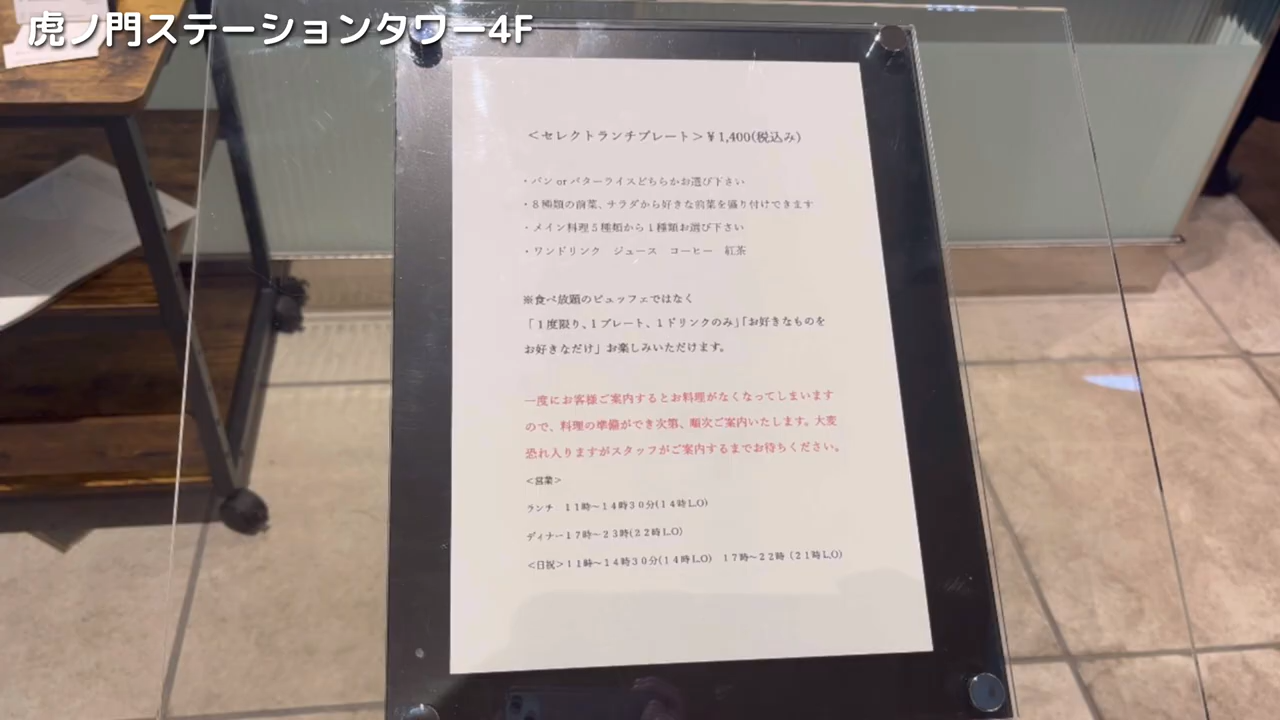 虎ノ門ステーションタワー4F
＜セレクトランチプレート＞￥1,400(税込み)
・パン or バターライスどちらかお選び下さい
・８種類の前菜、サラダから好きな前菜を盛り付けできます
・メイン料理５種類から１種類お選び下さい
・ワンドリンク　ジュース　コーヒー　紅茶
※食べ放題のビュッフェではなく
「１度限り、１プレート、１ドリンクのみ」「お好きなものを
お好きなだけ」お楽しみいただけます。
一度にお客様ご案内するとお料理がなくなってしまいます
ので、料理の準備ができ次第、順次ご案内いたします。大変
恐れ入りますがスタッフがご案内するまでお待ちください。
＜営業＞
ランチ　１１時～１４時３０分(１４時L.O)
ディナー１７時～２３時(２２時L.O)
＜日祝＞１１時～１４時３０分(１４時L.O)　１７時～２２時（２１時L.O)